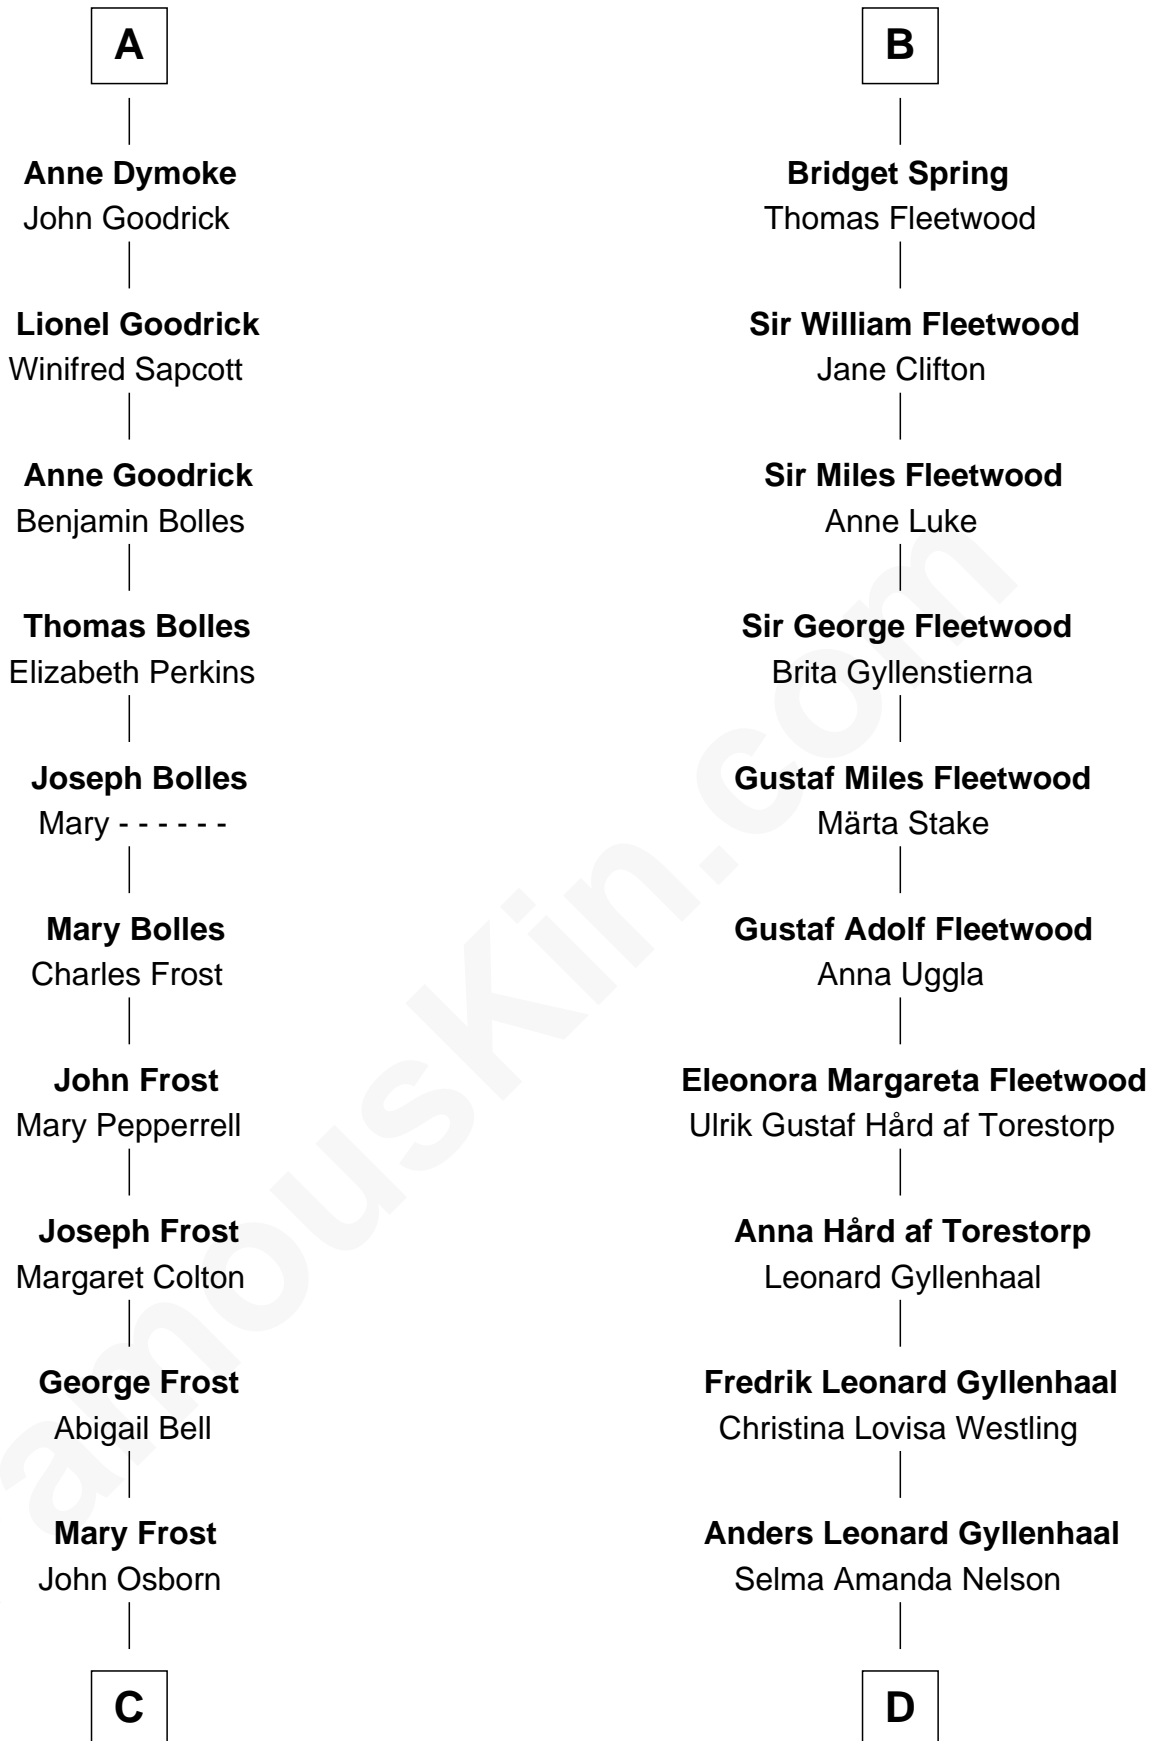 A
Anne Dymoke
John Goodrick
Lionel Goodrick
Winifred Sapcott
Anne Goodrick
Benjamin Bolles
Thomas Bolles
Elizabeth Perkins
Joseph Bolles
Mary - - - - - -
Mary Bolles
Charles Frost
John Frost
Mary Pepperrell
Joseph Frost
Margaret Colton
George Frost
Abigail Bell
Mary Frost
John Osborn
C
B
Bridget Spring
Thomas Fleetwood
Sir William Fleetwood
Jane Clifton
Sir Miles Fleetwood
Anne Luke
Sir George Fleetwood
Brita Gyllenstierna
Gustaf Miles Fleetwood
Märta Stake
Gustaf Adolf Fleetwood
Anna Uggla
Eleonora Margareta Fleetwood
Ulrik Gustaf Hård af Torestorp
Anna Hård af Torestorp
Leonard Gyllenhaal
Fredrik Leonard Gyllenhaal
Christina Lovisa Westling
Anders Leonard Gyllenhaal
Selma Amanda Nelson
D
amousKin.com